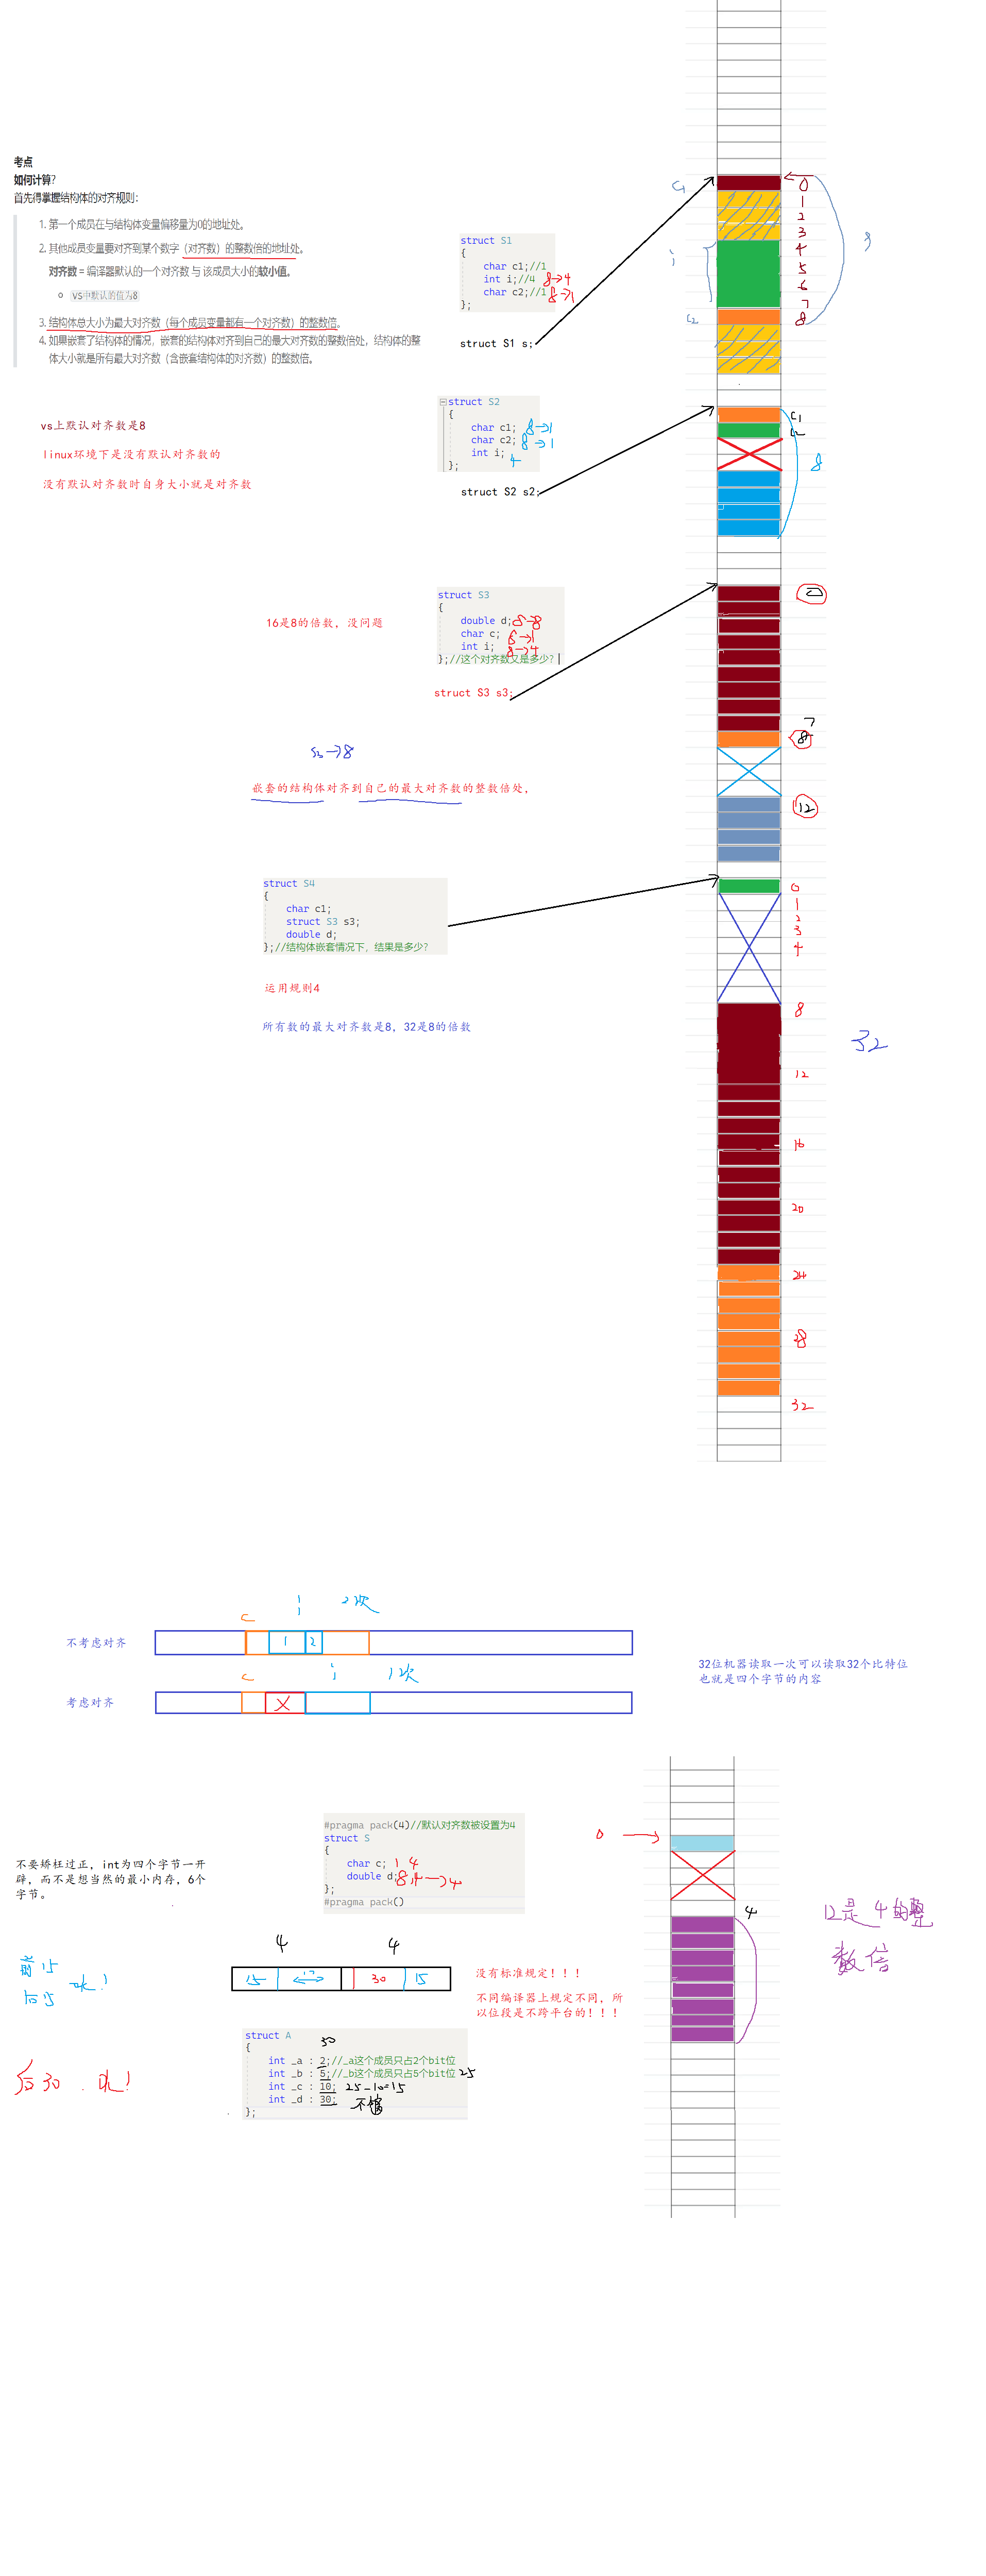 考点
如何计算?
首先得掌握结构体的对齐规则:
1. 第一个成员在与结构体变量偏移量为0的地址处。
2. 其他成员变量要对齐到某个数字（对齐数）的整数倍的地址处。
对齐数 = 编译器默认的一个对齐数 与 该成员大小的较小值。
vs中默认的值为8
3. 结构体总大小为最大对齐数（每个成员变量都有一个对齐数）的整数倍。
4. 如果嵌套了结构体的情况，嵌套的结构体对齐到自己的最大对齐数的整数倍处，结构体的整
体大小就是所有最大对齐数（含嵌套结构体的对齐数）的整数倍。
struct S1
{
char c1;//1
int i;//4 8→4
char c2;//1 8→1
};
struct S1 s;
c1
i
c2
0
1
2
3
4
5
6
7
8
vs上默认对齐数是8
linux环境下是没有默认对齐数的
没有默认对齐数时自身大小就是对齐数
struct S2
{
char c1; 8→1
char c2; 8→1
int i; 4
};
struct S2 s2;
c1
8
16是8的倍数，没问题
struct S3
{
double d; 8→8
char c; 8→1
int i; 8→4
};//这个对齐数又是多少?
struct S3 s3;
0
7
8
12
s3→8
嵌套的结构体对齐到自己的最大对齐数的整数倍处，
struct S4
{
char c1;
struct S3 s3;
double d;
};//结构体嵌套情况下，结果是多少?
运用规则4
所有数的最大对齐数是8，32是8的倍数
0
1
2
3
4
8
12
16
20
24
28
32
32
c i 2次
不考虑对齐 1 2
c i 1次
考虑对齐 X
32位机器读取一次可以读取32个比特位
也就是四个字节的内容
#pragma pack(4)//默认对齐数被设置为4
struct S
{
char c; 1 4
double d; 8,4→4
};
#pragma pack()
0
4
12是4的整
数倍
不要矫枉过正，int为四个字节一开
辟，而不是想当然的最小内存，6个
字节。
4 4
15 17 30 15
没有标准规定!!!
不同编译器上规定不同，所
以位段是不跨平台的!!!
15
后15 ok!
后30 ok!
struct A
{
int _a : 2;//_a这个成员只占2个bit位
int _b : 5;//_b这个成员只占5个bit位 25
int _c : 10; 25-10=15
int _d : 30; 不够
};